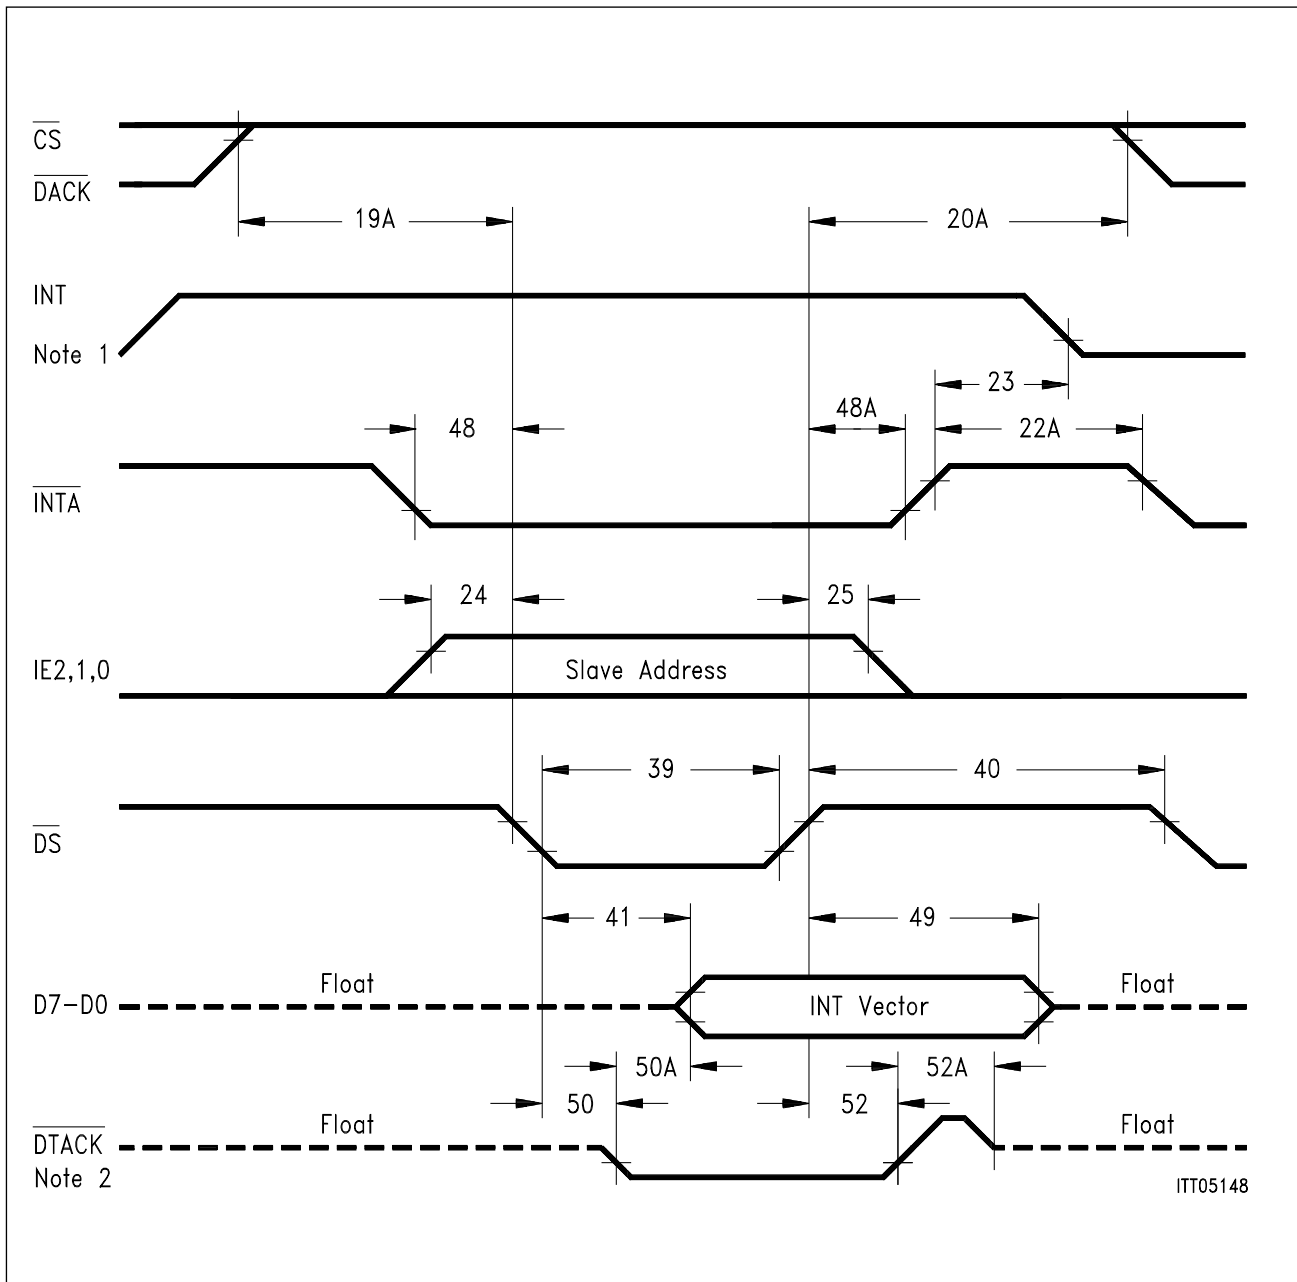 CS
DACK
19A
20A
INT
Note 1
23
48
48A
22A
INTA
24
25
IE2,1,0
Slave Address
39
40
DS
41
49
Float
Float
D7-D0
INT Vector
50A
52A
50
52
Float
Float
DTACK
Note 2
ITT05148